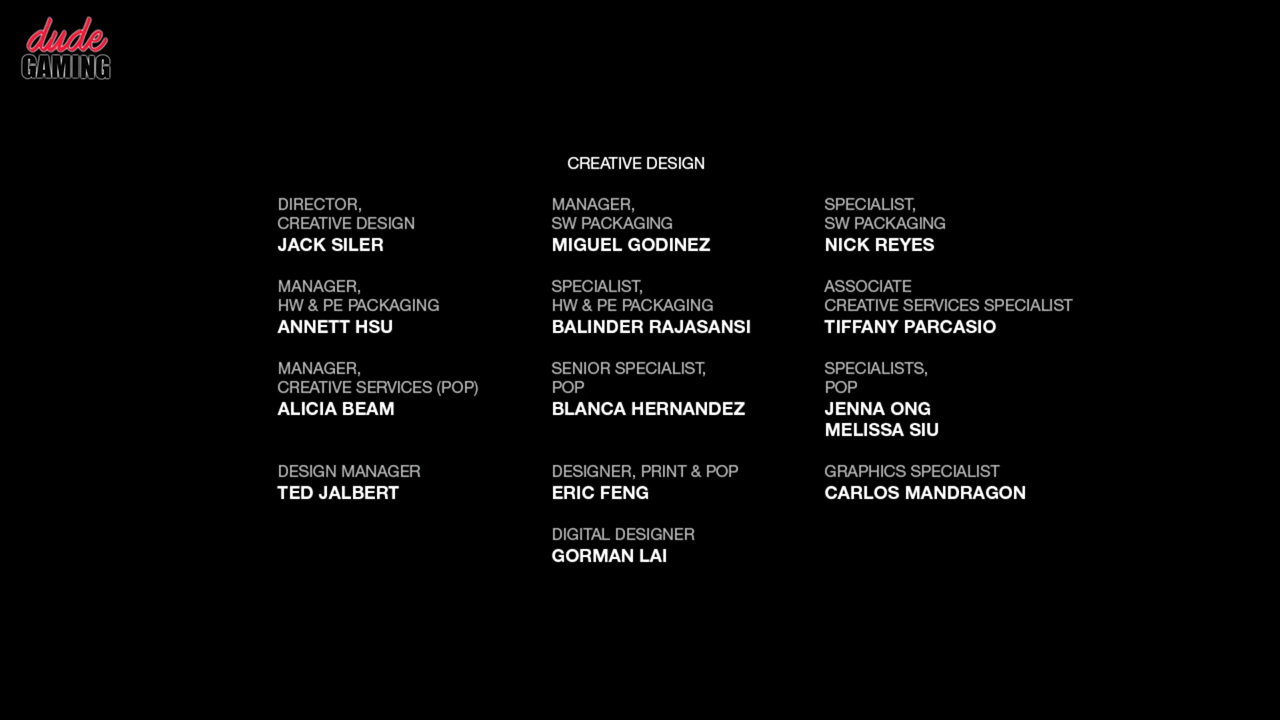 dude
GAMING
CREATIVE DESIGN
DIRECTOR,
CREATIVE DESIGN
JACK SILER
MANAGER,
SW PACKAGING
MIGUEL GODINEZ
SPECIALIST,
SW PACKAGING
NICK REYES
MANAGER,
HW & PE PACKAGING
ANNETT HSU
SPECIALIST,
HW & PE PACKAGING
BALINDER RAJASANSI
ASSOCIATE
CREATIVE SERVICES SPECIALIST
TIFFANY PARCASIO
MANAGER,
CREATIVE SERVICES (POP)
ALICIA BEAM
SENIOR SPECIALIST,
POP
BLANCA HERNANDEZ
SPECIALISTS,
POP
JENNA ONG
MELISSA SIU
DESIGN MANAGER
TED JALBERT
DESIGNER, PRINT & POP
ERIC FENG
GRAPHICS SPECIALIST
CARLOS MANDRAGON
DIGITAL DESIGNER
GORMAN LAI